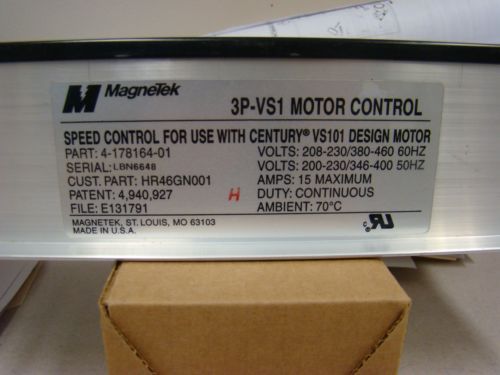 MagneTek
3P-VS1 MOTOR CONTROL
SPEED CONTROL FOR USE WITH CENTURY® VS101 DESIGN MOTOR
PART: 4-178164-01
SERIAL: LBN6648
CUST. PART: HR46GN001
PATENT: 4,940,927
FILE: E131791
H
VOLTS: 208-230/380-460 60HZ
VOLTS: 200-230/346-400 50HZ
AMPS: 15 MAXIMUM
DUTY: CONTINUOUS
AMBIENT: 70°C
MAGNETEK, ST. LOUIS, MO 63103
MADE IN U.S.A.